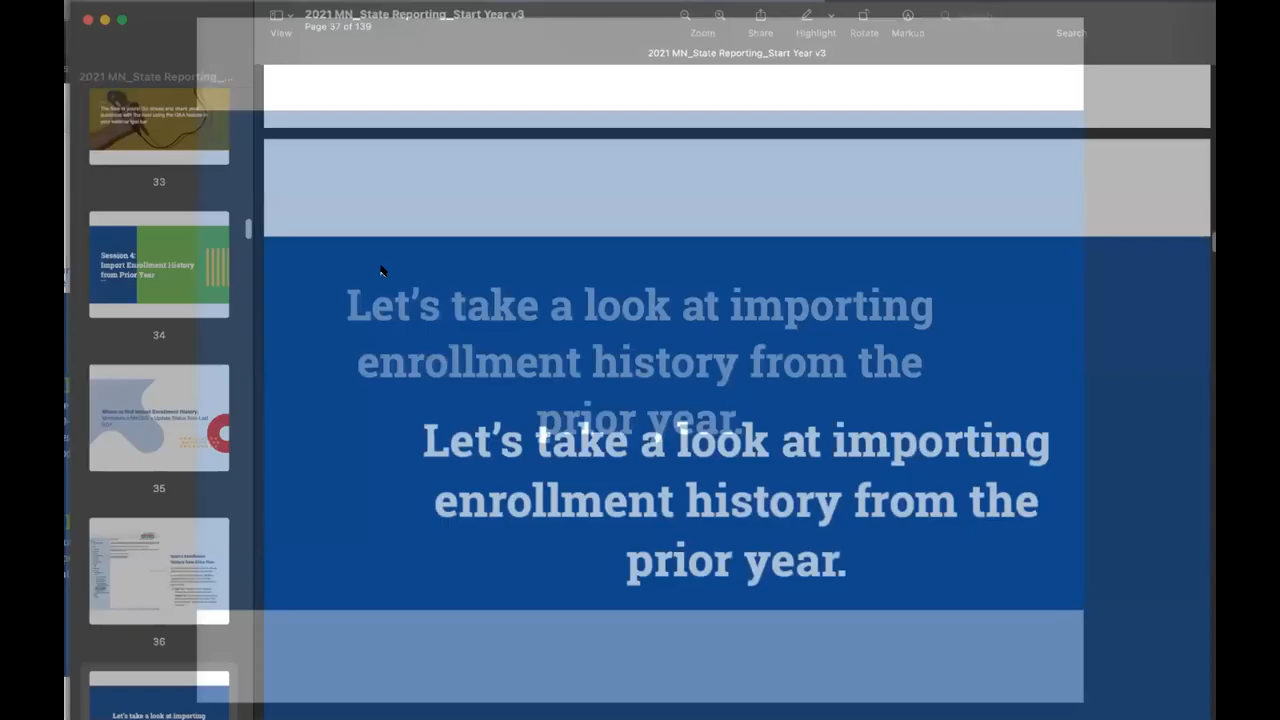 2021 MN_State Reporting_Start Year v3
Page 37 of 139
View
Zoom
Share
Highlight
Rotate
Markup
Search
Search
2021 MN_State Reporting_Start Year v3
2021 MN_State Reporting_...
33
Session 4:
Import Enrollment History
from Prior Year
34
35
36
Let's take a look at importing
Let's take a look at importing
enrollment history from the
prior year.
Let's take a look at importing
enrollment history from the
prior year.